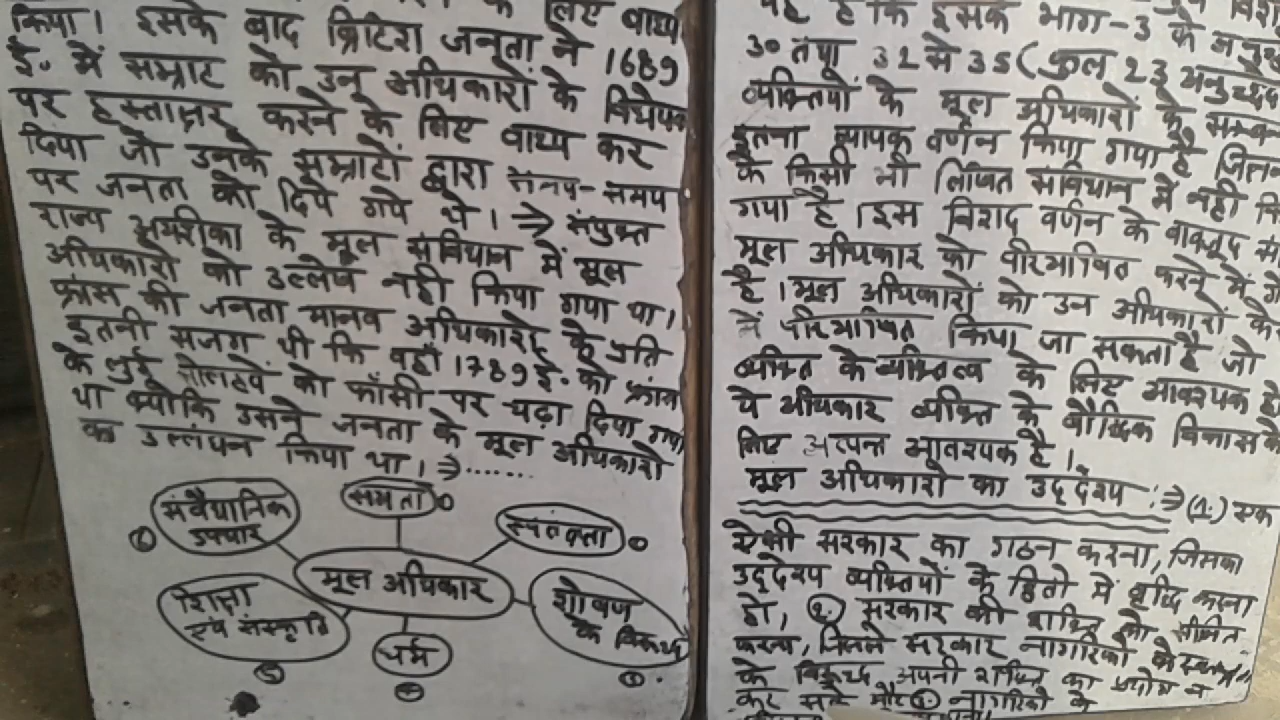 किया। इसके बाद ब्रिटिश जनता ने 1689
ई० में सम्राट को उन अधिकारों के विधेयक
पर हस्ताक्षर करने के लिए बाध्य कर
दिया जो उनके सम्राटों द्वारा समय-समय
पर जनता को दिये गये थे। ⇒ संयुक्त
राज्य अमरीका के मूल संविधान में मूल
अधिकारो को उल्लेख नही किया गया था।
फ्रांस की जनता मानव अधिकारो के प्रति
इतनी सजग थी कि वहाँ 1789 ई. को फ्रांस
के लुई सोलहवे को फाँसी पर चढ़ा दिया गया
था क्योकि उसने जनता के मूल अधिकारो
का उल्लंघन किया था। ⇒......
संवैधानिक
उपचार
समता
स्वतंत्रता
मूल अधिकार
शिक्षा
एवं संस्कृति
धर्म
शोषण
के विरूध्द
यह है कि इसके भाग-3 के
30 तथा 32 से 35 (कुल 23 अनुच्छेद
व्यक्तियों के मूल अधिकारों के सम्बन्ध
इतना व्यापक वर्णन किया गया है
के किसी भी लिखित संविधान में नही
गया है। इस विशद वर्णन के बावजूद
मूल अधिकार को परिभाषित करने में
है। मूल अधिकारों को उन अधिकारों के
में परिभाषित किया जा सकता है जो
व्यक्ति के व्यक्तित्व के लिए आवश्यक
ये अधिकार व्यक्ति के बौद्धिक विकास के
लिए अत्यन्त आवश्यक है।
मूल अधिकारो का उद्देश्य :⇒ (1.) एक
ऐसी सरकार का गठन करना, जिसका
उद्देश्य व्यक्तियों के हितो में वृद्धि करना
हो, 2. सरकार की शक्ति को सीमित
करना, जिससे सरकार नागरिको
के विरूध्द अपनी शक्ति का प्रयोग न
कर सके और नागरिको के